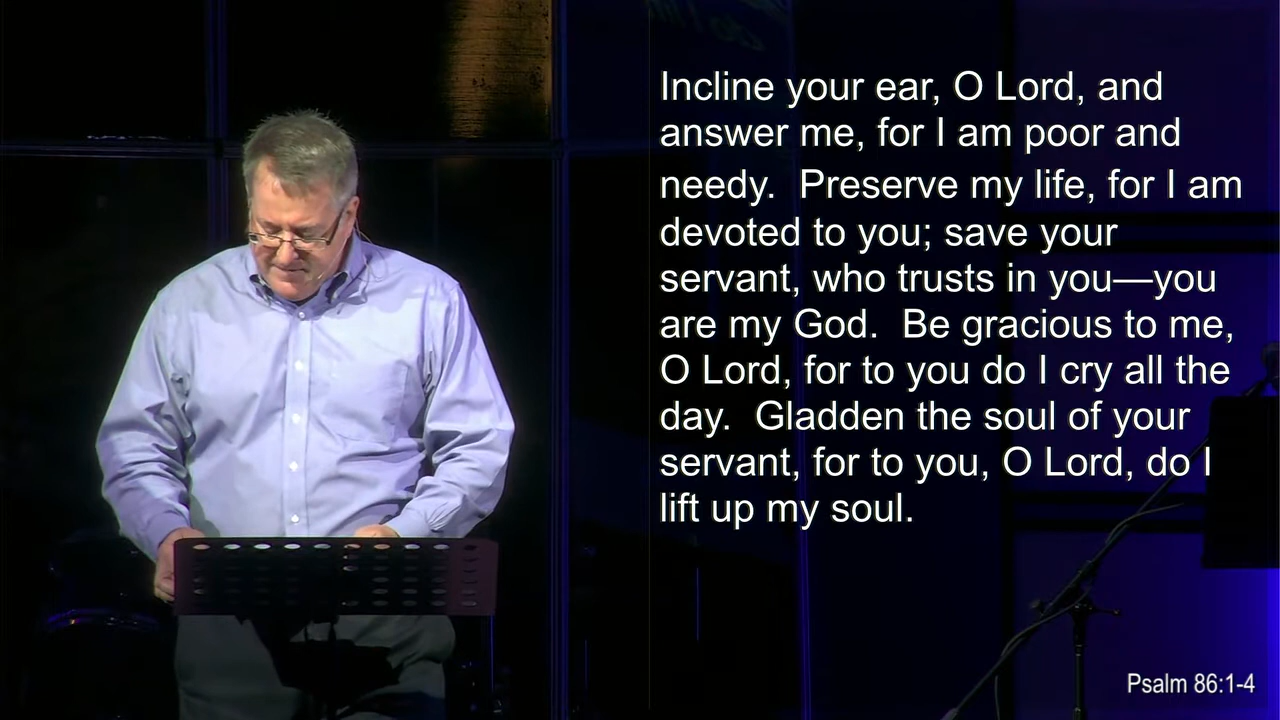 Incline your ear, O Lord, and
answer me, for I am poor and
needy.  Preserve my life, for I am
devoted to you; save your
servant, who trusts in you—you
are my God.  Be gracious to me,
O Lord, for to you do I cry all the
day.  Gladden the soul of your
servant, for to you, O Lord, do I
lift up my soul.
Psalm 86:1-4